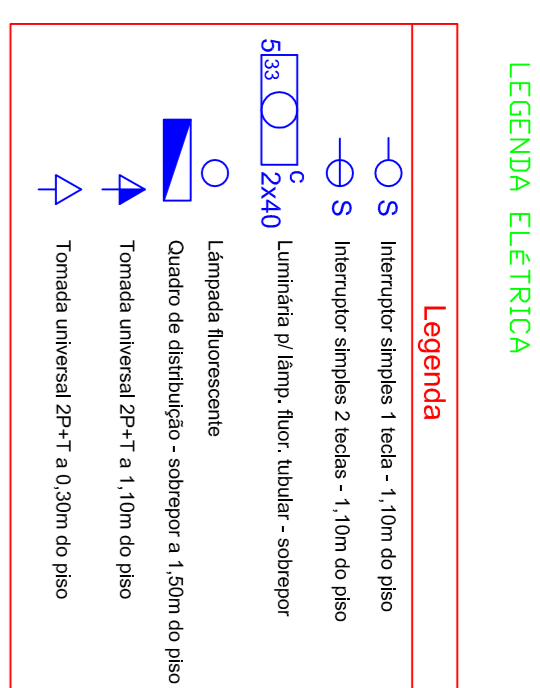 LEGENDA ELÉTRICA
Legenda
S Interruptor simples 1 tecla - 1,10m do piso
S Interruptor simples 2 teclas - 1,10m do piso
5 33 c 2x40 Luminária p/ lâmp. fluor. tubular - sobrepor
Lámpada fluorescente
Quadro de distribuição - sobrepor a 1,50m do piso
Tomada universal 2P+T a 1,10m do piso
Tomada universal 2P+T a 0,30m do piso